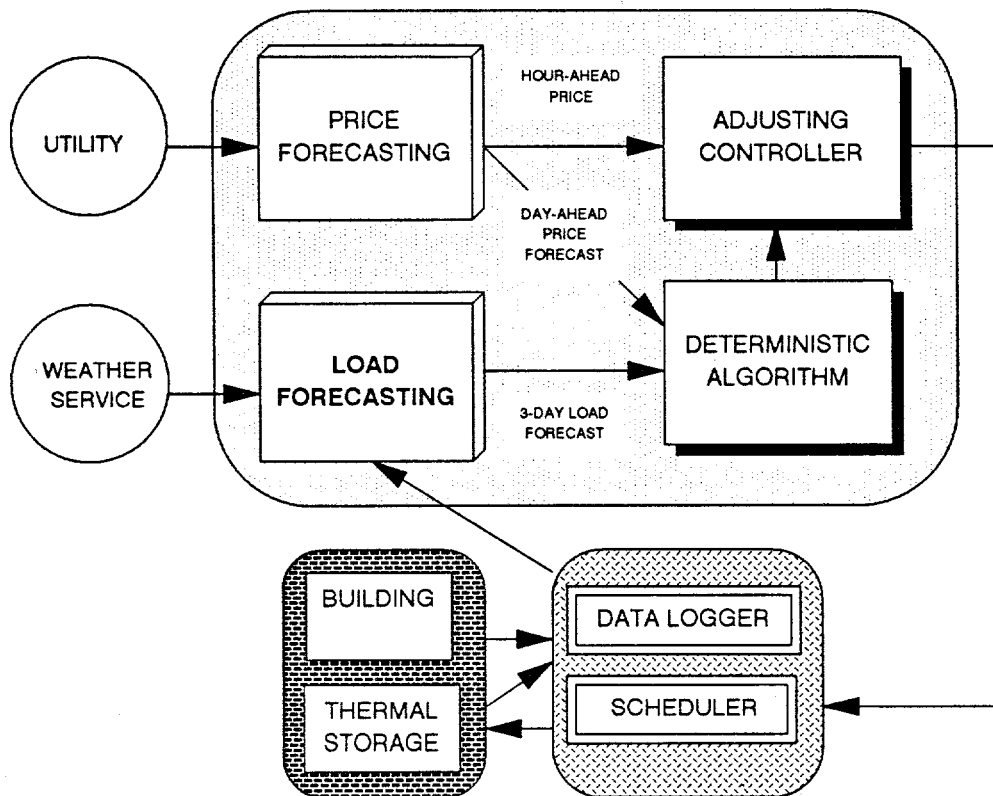 UTILITY
PRICE
FORECASTING
HOUR-AHEAD
PRICE
ADJUSTING
CONTROLLER
DAY-AHEAD
PRICE
FORECAST
WEATHER
SERVICE
LOAD
FORECASTING
3-DAY LOAD
FORECAST
DETERMINISTIC
ALGORITHM
BUILDING
THERMAL
STORAGE
DATA LOGGER
SCHEDULER